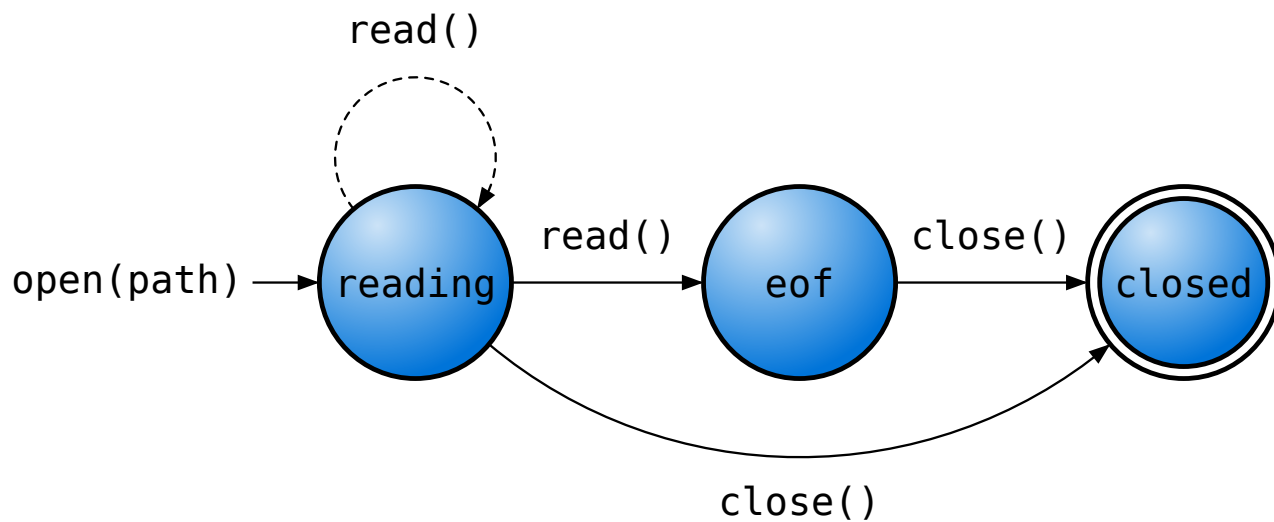 read()
open(path)
reading
read()
eof
close()
closed
close()